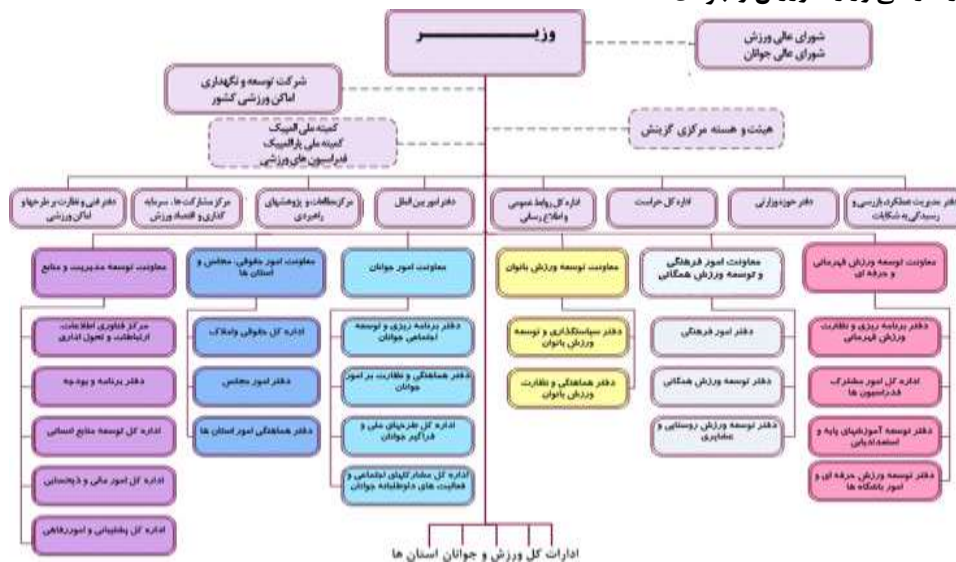 وزیر
شورای عالی ورزش
شورای عالی جوانان
شرکت توسعه و نگهداری
اماکن ورزشی کشور
کمیته ملی المپیک
کمیته ملی پارالمپیک
فدراسیون های ورزشی
هیئت و هسته مرکزی گزینش
دفتر مدیریت عملکرد، بازرسی و
رسیدگی به شکایات
دفتر حوزه وزارتی
اداره کل حراست
اداره کل روابط عمومی
و اطلاع رسانی
دفتر امور بین الملل
مرکز مطالعات و پژوهشهای
راهبردی
مرکز مشارکت ها، سرمایه
گذاری و اقتصاد ورزش
دفتر فنی و نظارت بر طرحها و
اماکن ورزشی
معاونت توسعه ورزش قهرمانی
و حرفه ای
دفتر برنامه ریزی و نظارت
ورزش قهرمانی
اداره کل امور مشترک
فدراسیون ها
دفتر توسعه آموزشهای پایه و
استعدادیابی
دفتر توسعه ورزش حرفه ای و
امور باشگاه ها
معاونت امور فرهنگی
و توسعه ورزش همگانی
دفتر امور فرهنگی
دفتر توسعه ورزش همگانی
دفتر توسعه ورزش روستایی و
عشایری
معاونت توسعه ورزش بانوان
دفتر سیاستگذاری و توسعه
ورزش بانوان
دفتر هماهنگی و نظارت
ورزش بانوان
معاونت امور جوانان
دفتر برنامه ریزی و توسعه
اجتماعی جوانان
دفتر هماهنگی و نظارت بر امور
جوانان
اداره کل طرحهای ملی و
فراگیر جوانان
اداره کل مشارکتهای اجتماعی و
فعالیت های داوطلبانه جوانان
معاونت امور حقوقی، مجلس و
استان ها
اداره کل حقوقی و املاک
دفتر امور مجلس
دفتر هماهنگی امور استان ها
معاونت توسعه مدیریت و منابع
مرکز فناوری اطلاعات،
ارتباطات و تحول اداری
دفتر برنامه و بودجه
اداره کل توسعه منابع انسانی
اداره کل امور مالی و ذیحسابی
اداره کل پشتیبانی و امور رفاهی
ادارات کل ورزش و جوانان استان ها